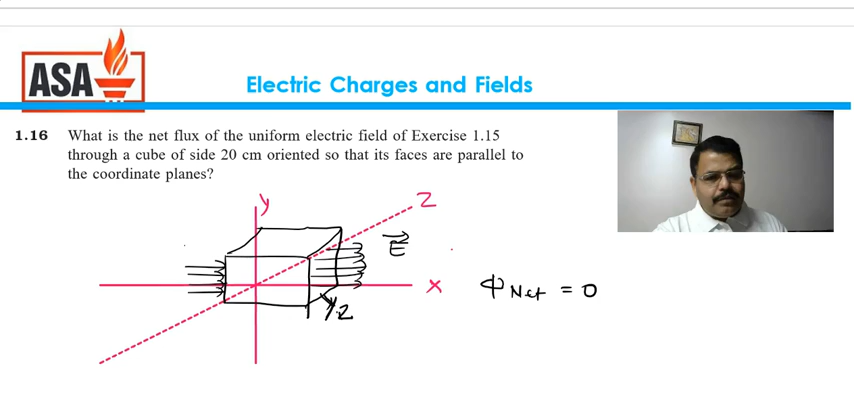 ASA
Electric Charges and Fields
1.16 What is the net flux of the uniform electric field of Exercise 1.15
through a cube of side 20 cm oriented so that its faces are parallel to
the coordinate planes?
y
z
E
x
Φ Net = 0